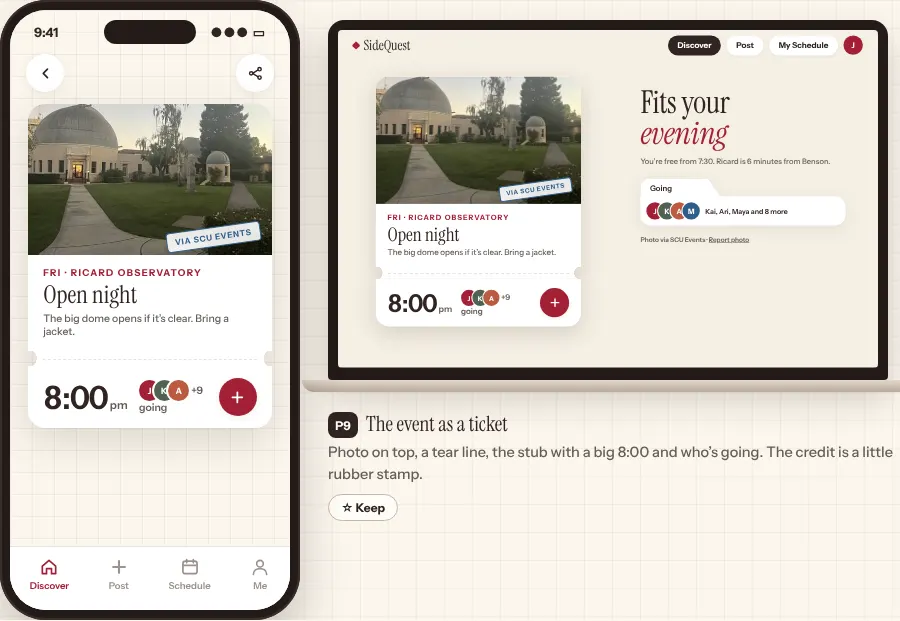 9:41
VIA SCU EVENTS
FRI · RICARD OBSERVATORY
Open night
The big dome opens if it's clear. Bring a
jacket.
8:00 pm
J K A +9
going
Discover Post Schedule Me
SideQuest
Discover Post My Schedule J
VIA SCU EVENTS
FRI · RICARD OBSERVATORY
Open night
The big dome opens if it's clear. Bring a jacket.
8:00 pm
J K A +9
going
Fits your
evening
You're free from 7:30. Ricard is 6 minutes from Benson.
Going
J K A M Kai, Ari, Maya and 8 more
Photo via SCU Events · Report photo
P9 The event as a ticket
Photo on top, a tear line, the stub with a big 8:00 and who's going. The credit is a little
rubber stamp.
☆ Keep